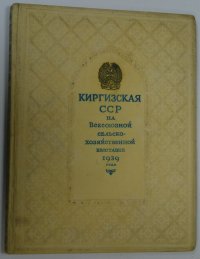 КИРГИЗСКАЯ
ССР
НА
ВСЕСОЮЗНОЙ
СЕЛЬСКО-
ХОЗЯЙСТВЕННОЙ
ВЫСТАВКЕ
1939
ГОДА